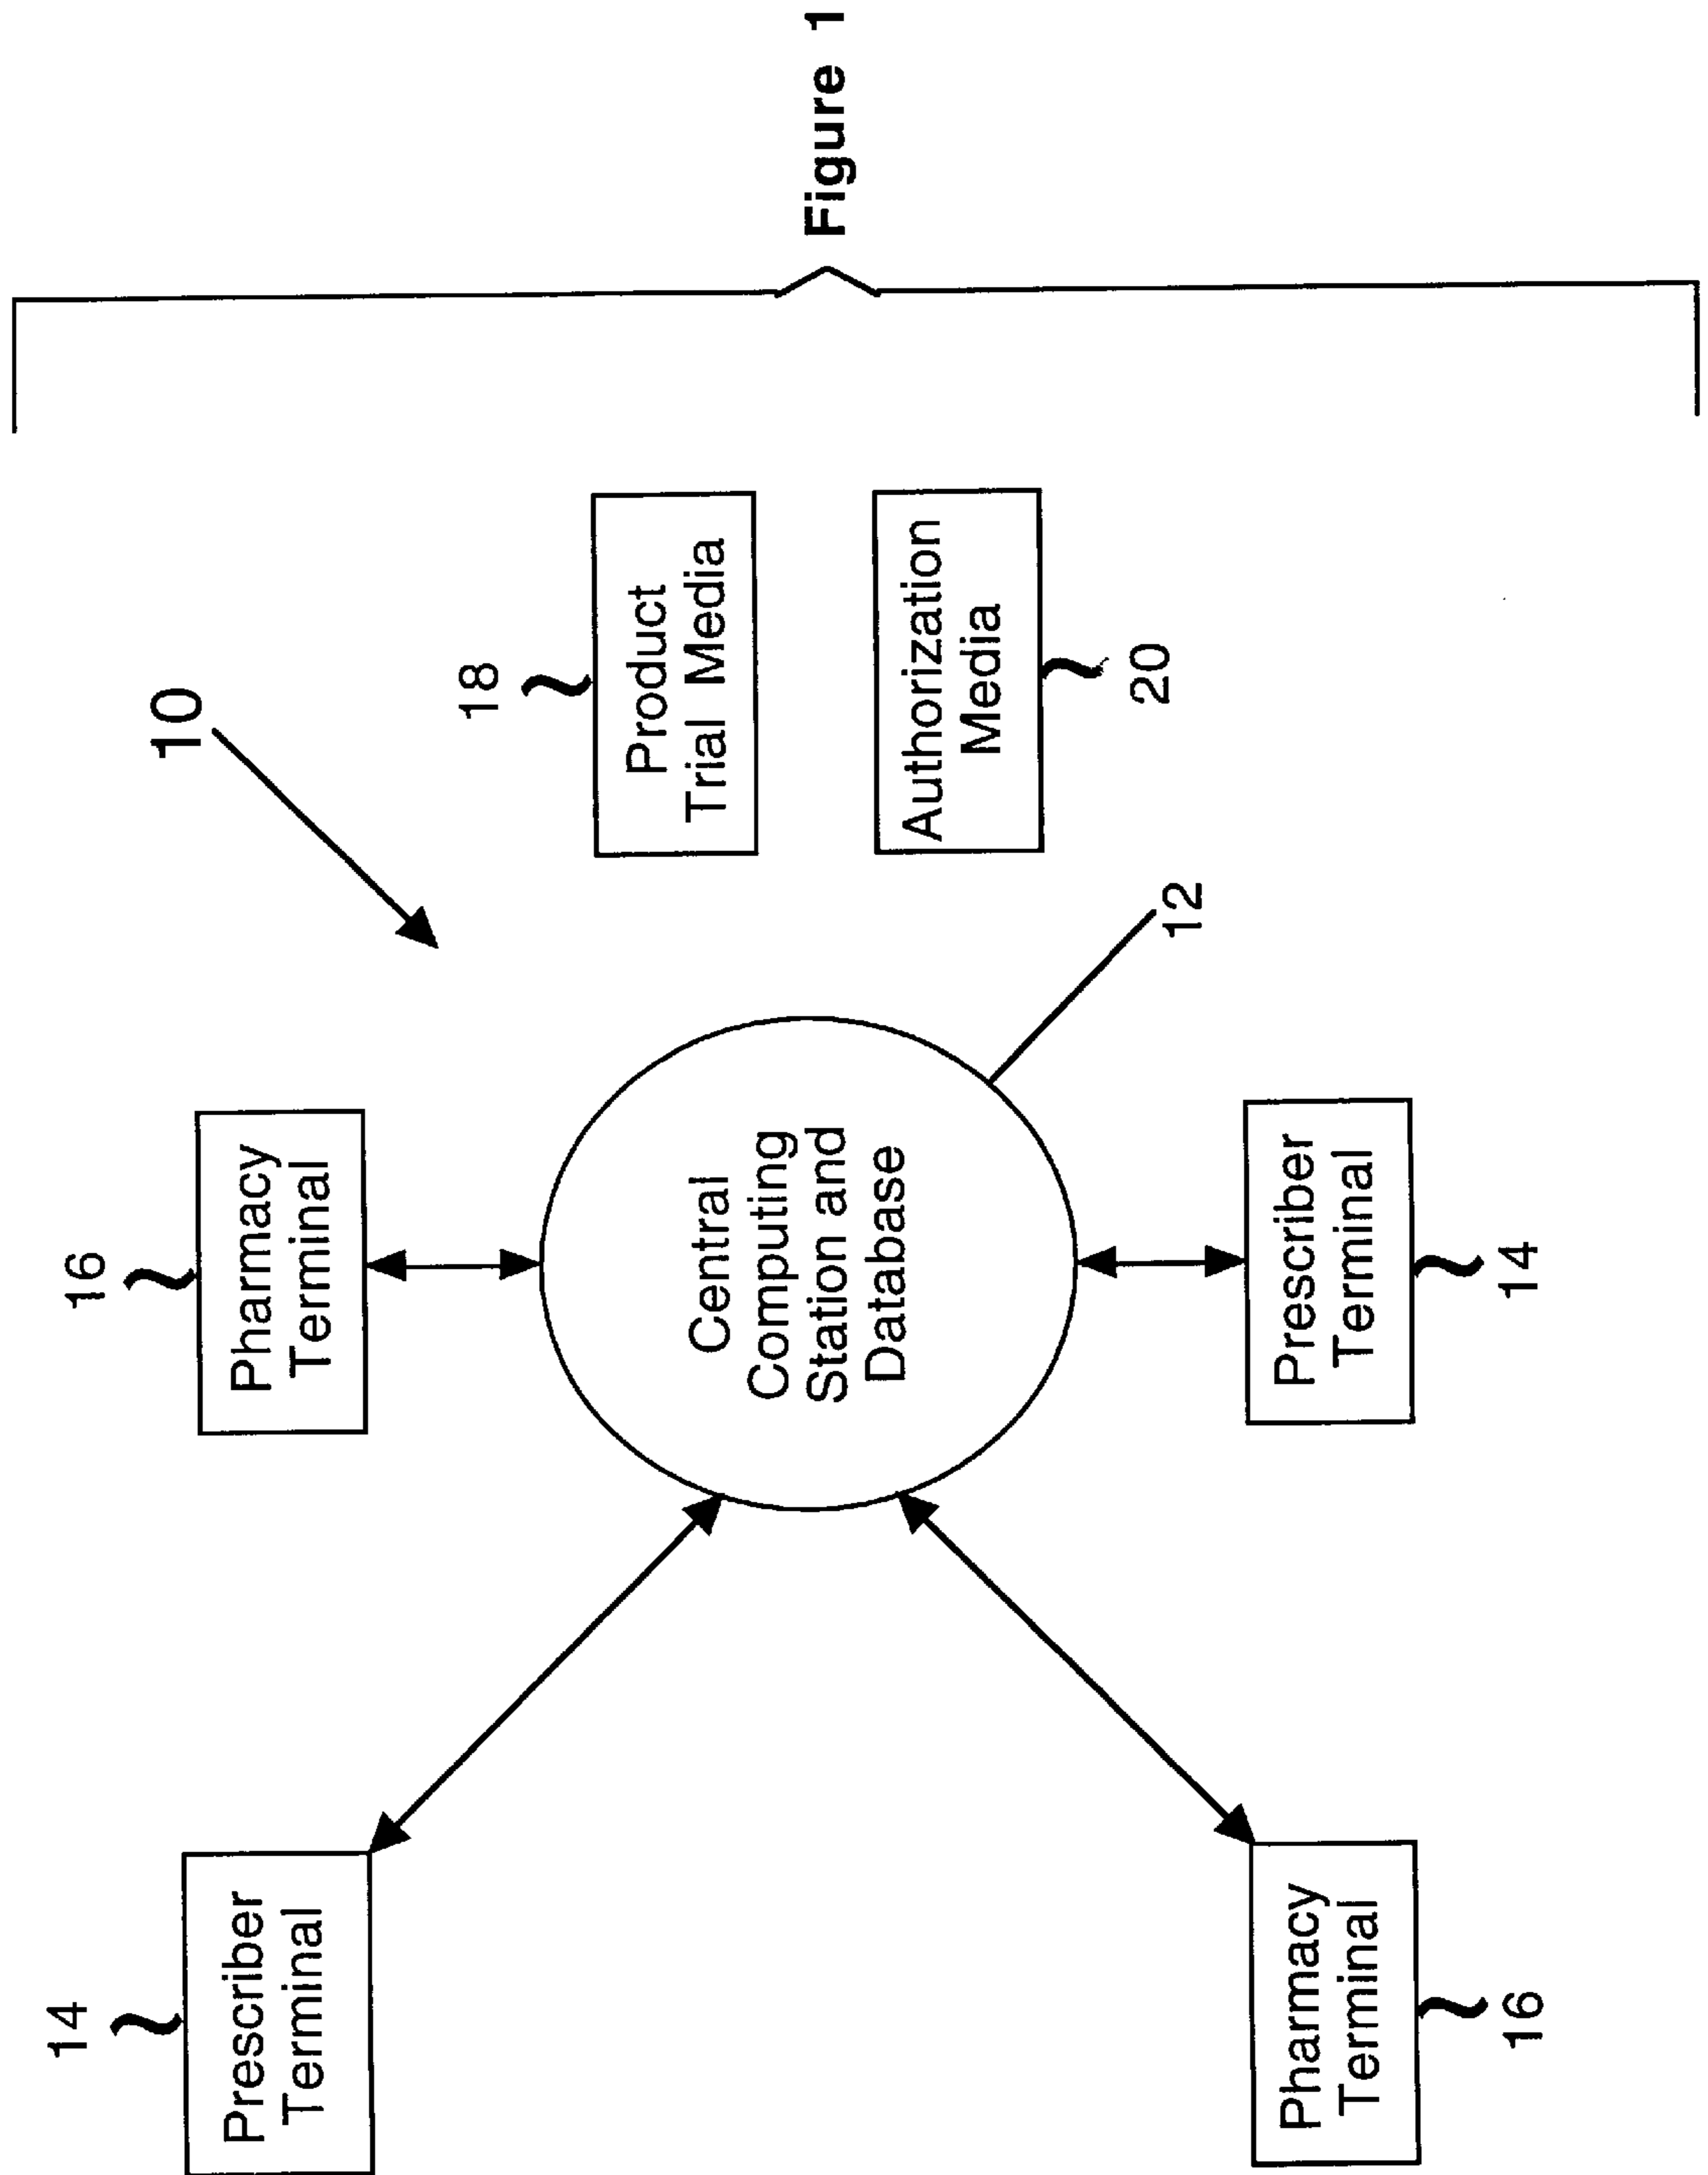 14
Prescriber
Terminal
16
Pharmacy
Terminal
10
18
Product
Trial Media
Central
Computing
Station and
Database
12
Authorization
Media
20
Figure 1
Pharmacy
Terminal
16
Prescriber
Terminal
14